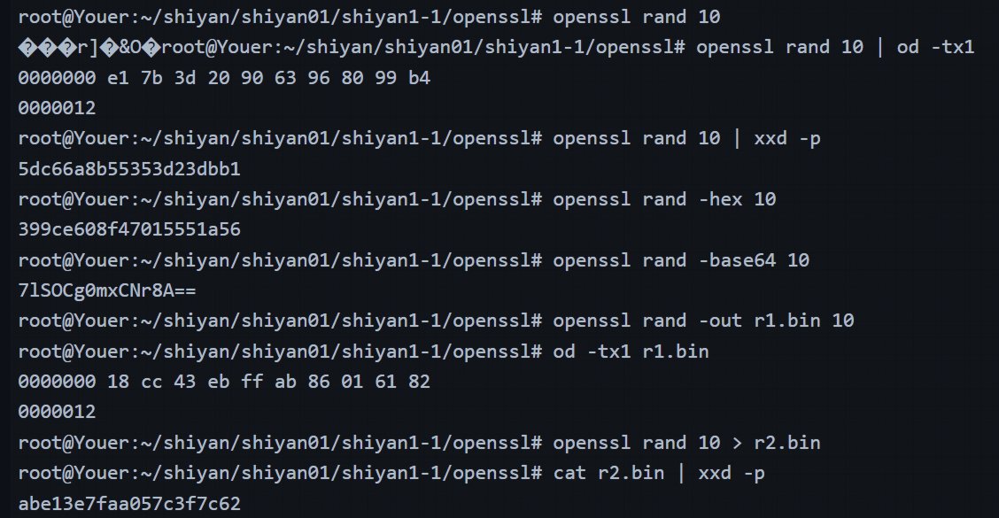 root@Youer:~/shiyan/shiyan01/shiyan1-1/openssl# openssl rand 10
���r]�&O�root@Youer:~/shiyan/shiyan01/shiyan1-1/openssl# openssl rand 10 | od -tx1
0000000 e1 7b 3d 20 90 63 96 80 99 b4
0000012
root@Youer:~/shiyan/shiyan01/shiyan1-1/openssl# openssl rand 10 | xxd -p
5dc66a8b55353d23dbb1
root@Youer:~/shiyan/shiyan01/shiyan1-1/openssl# openssl rand -hex 10
399ce608f47015551a56
root@Youer:~/shiyan/shiyan01/shiyan1-1/openssl# openssl rand -base64 10
7lSOCg0mxCNr8A==
root@Youer:~/shiyan/shiyan01/shiyan1-1/openssl# openssl rand -out r1.bin 10
root@Youer:~/shiyan/shiyan01/shiyan1-1/openssl# od -tx1 r1.bin
0000000 18 cc 43 eb ff ab 86 01 61 82
0000012
root@Youer:~/shiyan/shiyan01/shiyan1-1/openssl# openssl rand 10 > r2.bin
root@Youer:~/shiyan/shiyan01/shiyan1-1/openssl# cat r2.bin | xxd -p
abe13e7faa057c3f7c62